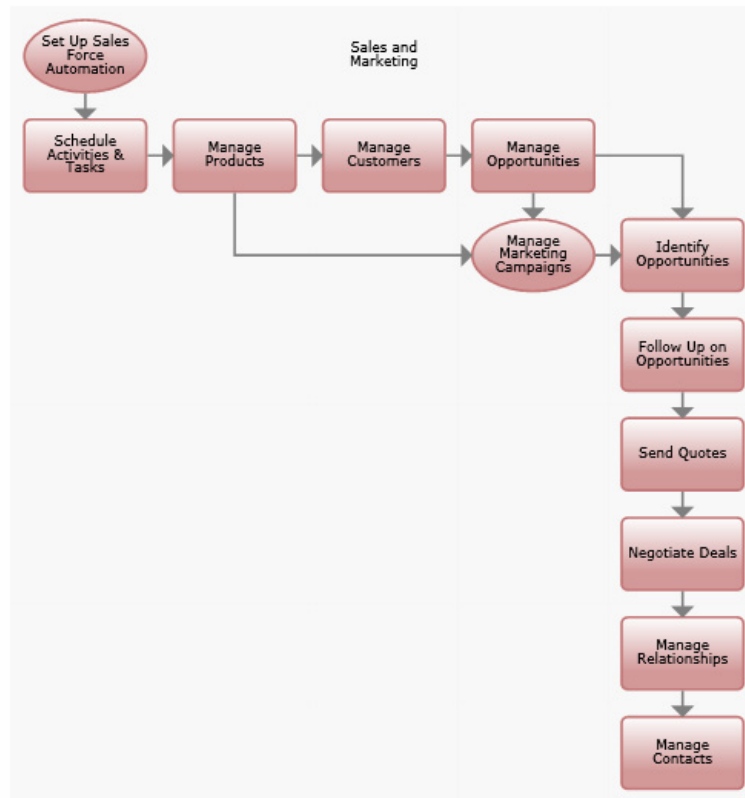 Set Up Sales
Force
Automation
Sales and
Marketing
Schedule
Activities &
Tasks
Manage
Products
Manage
Customers
Manage
Opportunities
Manage
Marketing
Campaigns
Identify
Opportunities
Follow Up on
Opportunities
Send Quotes
Negotiate Deals
Manage
Relationships
Manage
Contacts